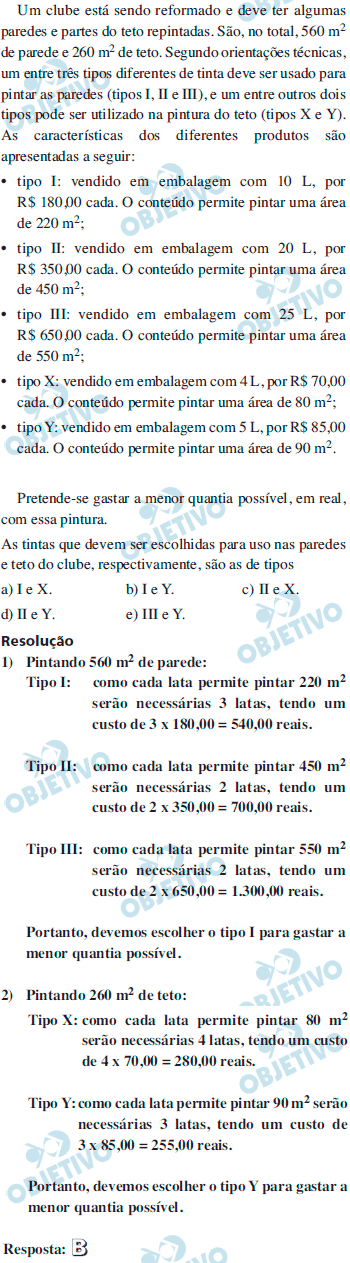 Um clube está sendo reformado e deve ter algumas
paredes e partes do teto repintadas. São, no total, 560 m²
de parede e 260 m² de teto. Segundo orientações técnicas,
um entre três tipos diferentes de tinta deve ser usado para
pintar as paredes (tipos I, II e III), e um entre outros dois
tipos pode ser utilizado na pintura do teto (tipos X e Y).
As características dos diferentes produtos são
apresentadas a seguir:
• tipo I: vendido em embalagem com 10 L, por
R$ 180,00 cada. O conteúdo permite pintar uma área
de 220 m²;
• tipo II: vendido em embalagem com 20 L, por
R$ 350,00 cada. O conteúdo permite pintar uma área
de 450 m²;
• tipo III: vendido em embalagem com 25 L, por
R$ 650,00 cada. O conteúdo permite pintar uma área
de 550 m²;
• tipo X: vendido em embalagem com 4 L, por R$ 70,00
cada. O conteúdo permite pintar uma área de 80 m²;
• tipo Y: vendido em embalagem com 5 L, por R$ 85,00
cada. O conteúdo permite pintar uma área de 90 m².
Pretende-se gastar a menor quantia possível, em real,
com essa pintura.
As tintas que devem ser escolhidas para uso nas paredes
e teto do clube, respectivamente, são as de tipos
a) I e X. b) I e Y. c) II e X.
d) II e Y. e) III e Y.
Resolução
1) Pintando 560 m² de parede:
Tipo I: como cada lata permite pintar 220 m²
serão necessárias 3 latas, tendo um
custo de 3 x 180,00 = 540,00 reais.
Tipo II: como cada lata permite pintar 450 m²
serão necessárias 2 latas, tendo um
custo de 2 x 350,00 = 700,00 reais.
Tipo III: como cada lata permite pintar 550 m²
serão necessárias 2 latas, tendo um
custo de 2 x 650,00 = 1.300,00 reais.
Portanto, devemos escolher o tipo I para gastar a
menor quantia possível.
2) Pintando 260 m² de teto:
Tipo X: como cada lata permite pintar 80 m²
serão necessárias 4 latas, tendo um custo
de 4 x 70,00 = 280,00 reais.
Tipo Y: como cada lata permite pintar 90 m² serão
necessárias 3 latas, tendo um custo de
3 x 85,00 = 255,00 reais.
Portanto, devemos escolher o tipo Y para gastar a
menor quantia possível.
Resposta: B